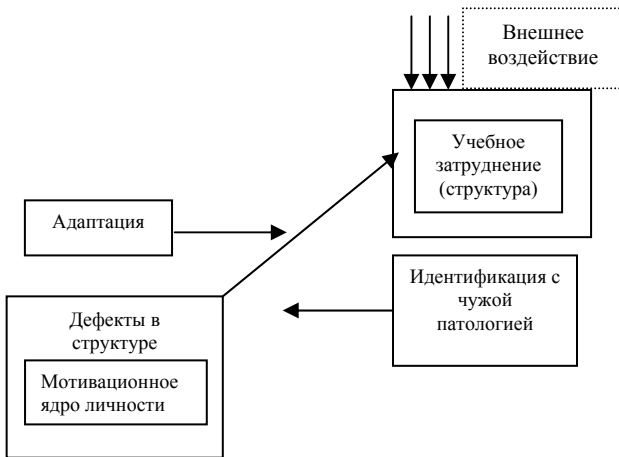 Внешнее
воздействие
Учебное
затруднение
(структура)
Адаптация
Идентификация с
чужой
патологией
Дефекты в
структуре
Мотивационное
ядро личности